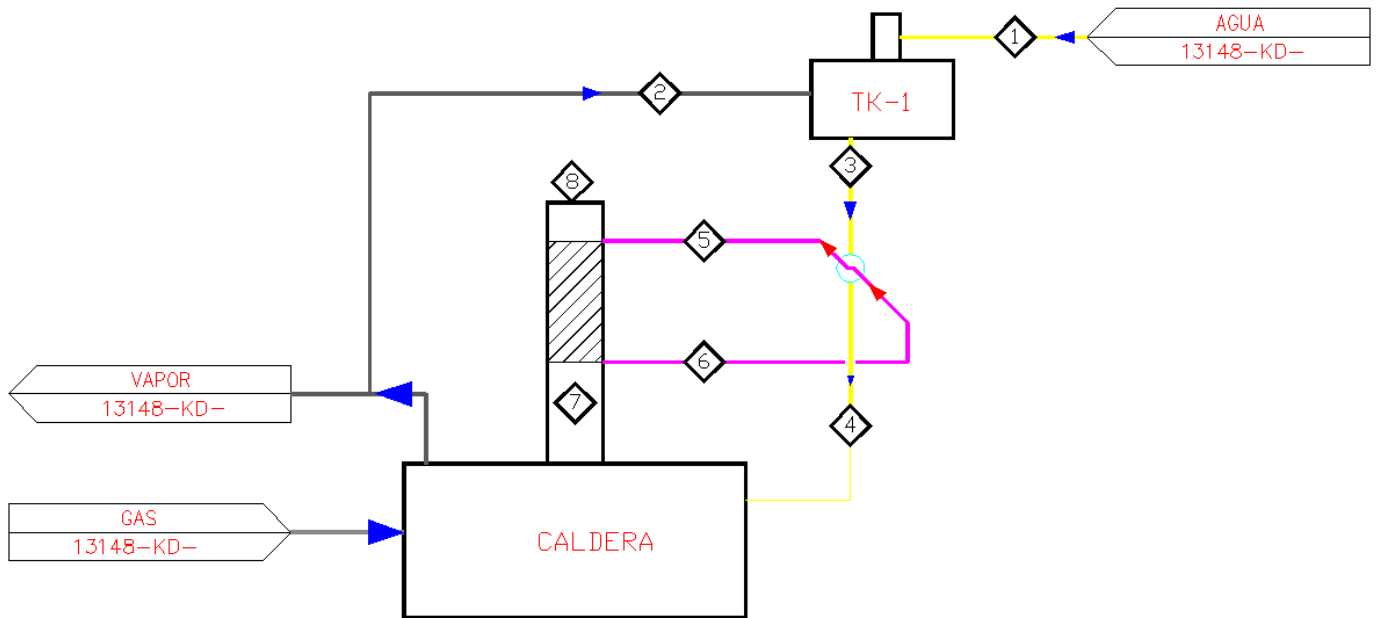 AGUA
13148-KD-
1
2
TK-1
3
8
5
6
VAPOR
13148-KD-
7
4
GAS
13148-KD-
CALDERA